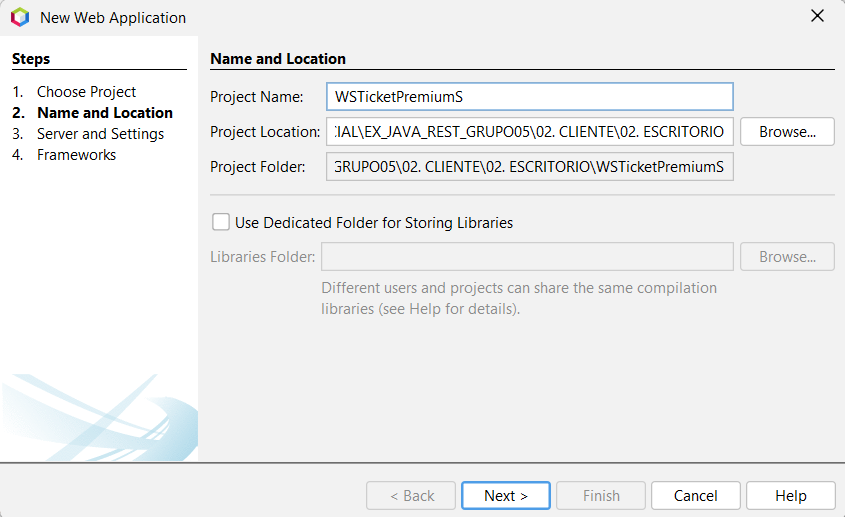 New Web Application
Steps
1. Choose Project
2. Name and Location
3. Server and Settings
4. Frameworks
Name and Location
Project Name: WSTicketPremiumS
Project Location: CIAL\EX_JAVA_REST_GRUPO05\02. CLIENTE\02. ESCRITORIO Browse...
Project Folder: GRUPO05\02. CLIENTE\02. ESCRITORIO\WSTicketPremiumS
Use Dedicated Folder for Storing Libraries
Libraries Folder: Browse...
Different users and projects can share the same compilation
libraries (see Help for details).
< Back Next > Finish Cancel Help